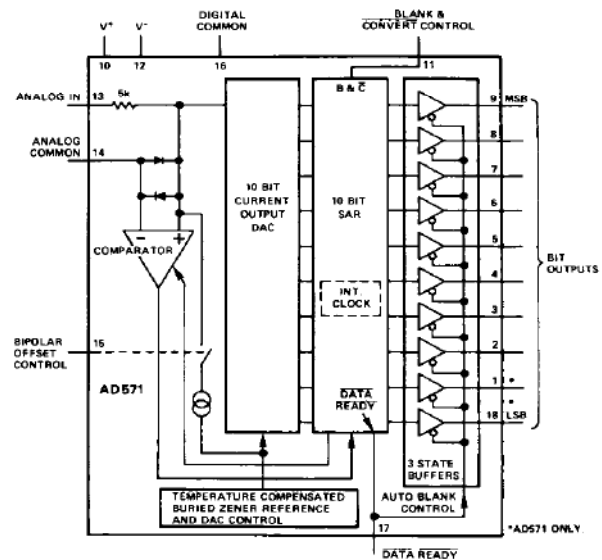 V+
V-
DIGITAL COMMON
BLANK & CONVERT CONTROL
10
12
16
11
ANALOG IN
13
5k
B & C
9
MSB
ANALOG COMMON
14
8
7
6
5
4
3
2
1
*
*
18
LSB
10 BIT CURRENT OUTPUT DAC
10 BIT SAR
INT. CLOCK
BIT OUTPUTS
-
+
COMPARATOR
BIPOLAR OFFSET CONTROL
15
AD571
DATA READY
3 STATE BUFFERS
TEMPERATURE COMPENSATED
BURIED ZENER REFERENCE
AND DAC CONTROL
AUTO BLANK CONTROL
17
*AD571 ONLY.
DATA READY